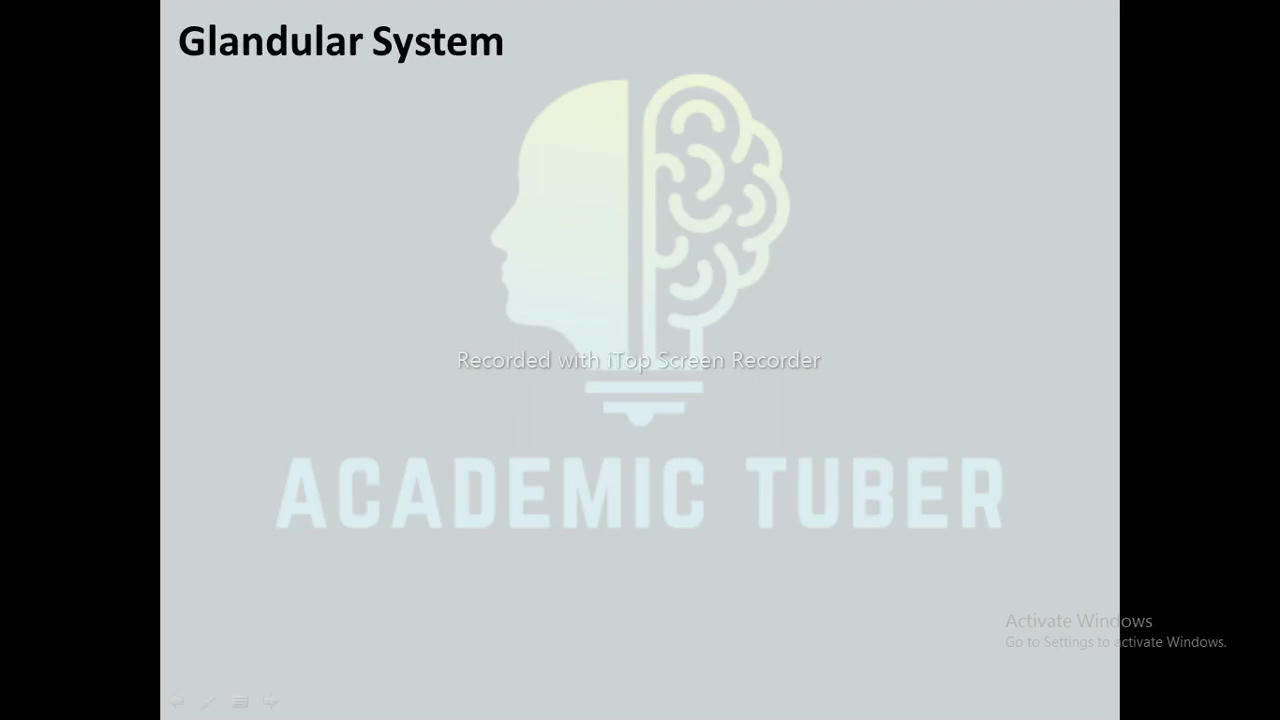 Glandular System
Recorded with iTop Screen Recorder
ACADEMIC TUBER
Activate Windows
Go to Settings to activate Windows.